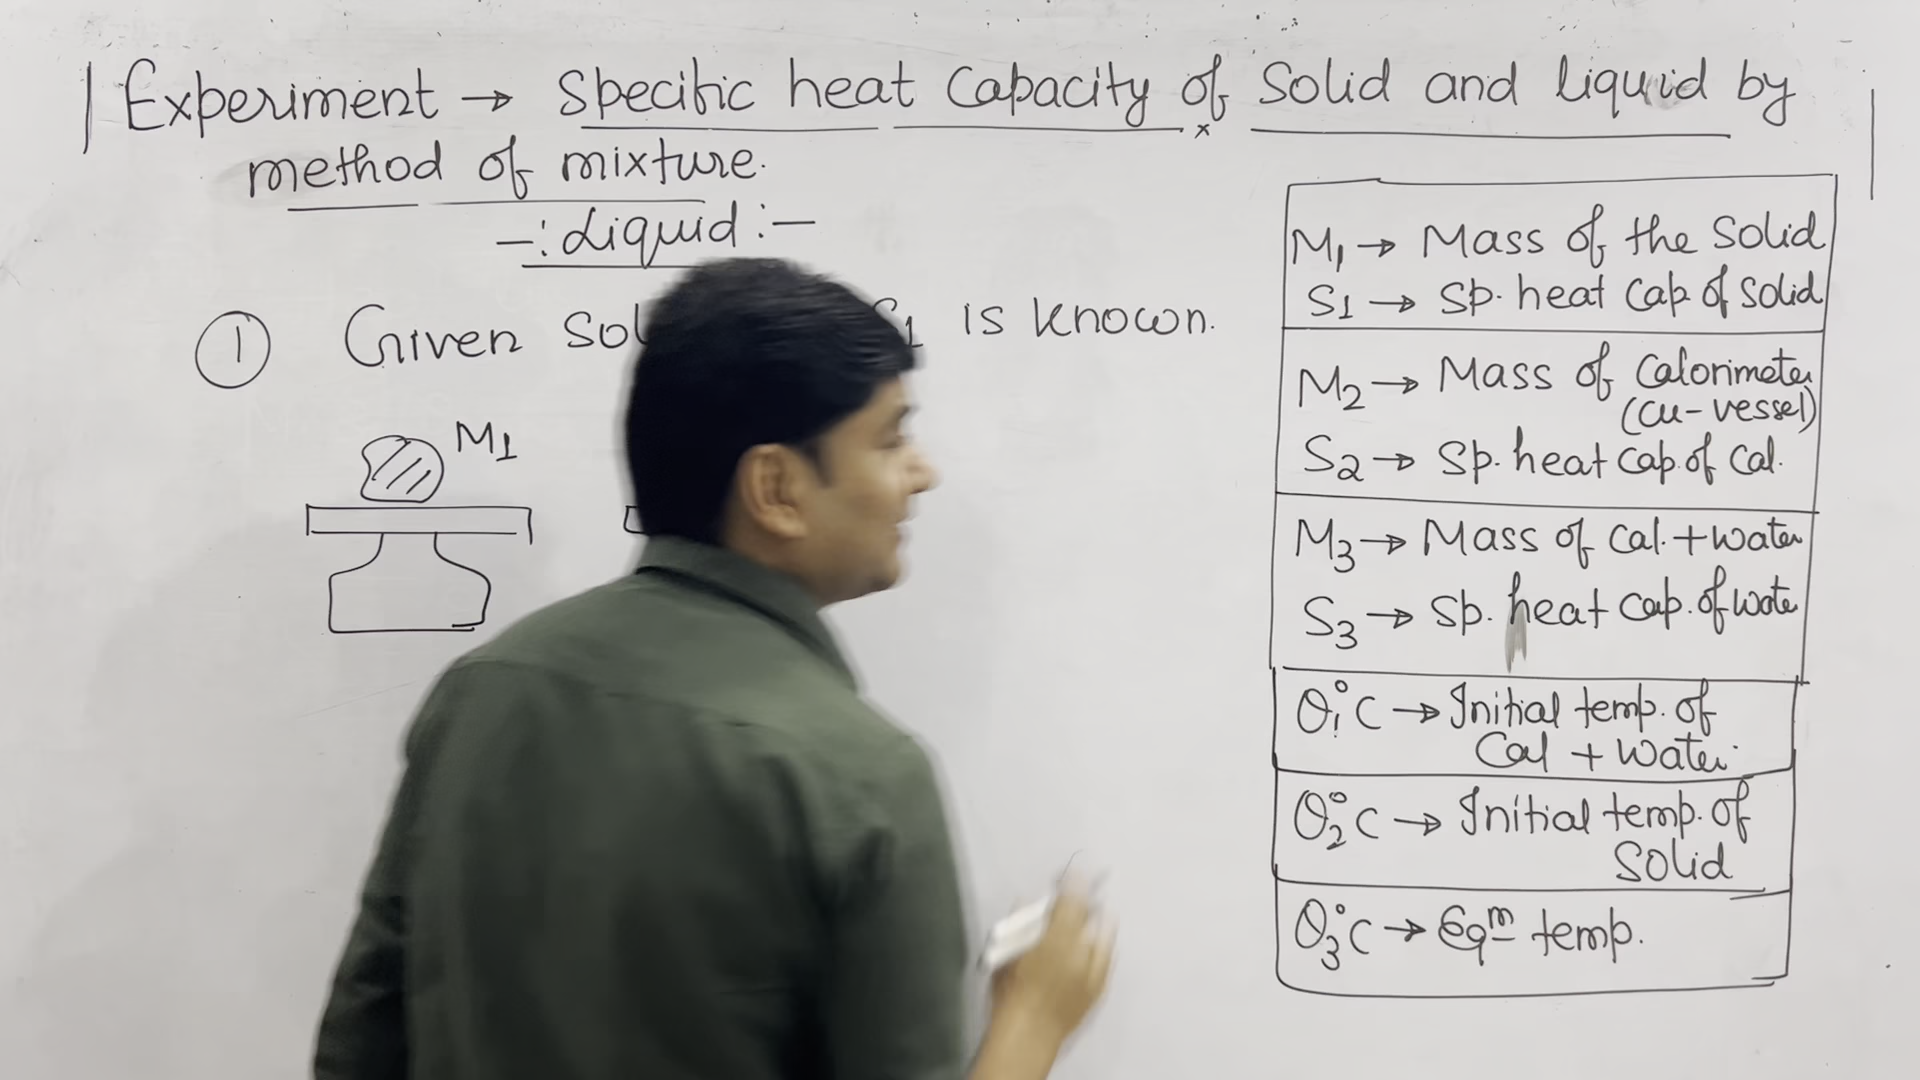 Experiment → Specific heat capacity of Solid and liquid by
method of mixture.
-: Liquid :-
① Given S1 is known.
M1
M1 → Mass of the Solid
S1 → Sp. heat cap. of Solid
M2 → Mass of Calorimeter
(Cu-vessel)
S2 → Sp. heat cap. of Cal.
M3 → Mass of Cal. + Water
S3 → Sp. heat cap. of Water
θ1°C → Initial temp. of
Cal + Water.
θ2°C → Initial temp. of
Solid
θ3°C → Eqm temp.